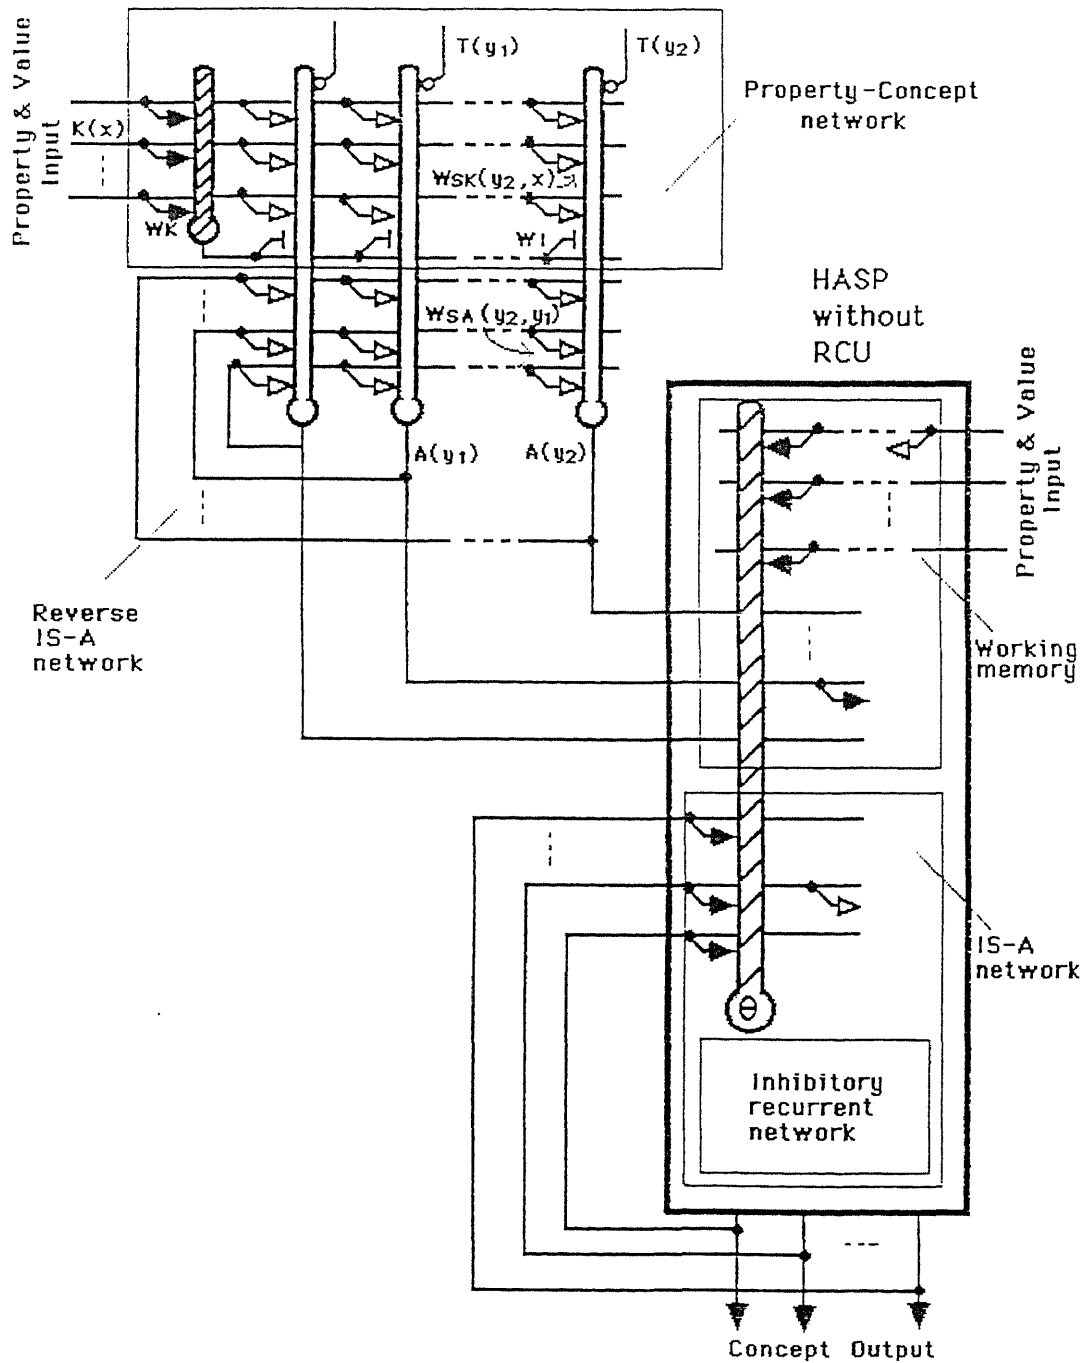 Property & Value
Input
K(x)
T(y1)
T(y2)
Property-Concept
network
WSK(y2,x)
WK
WI
WSA(y2,y1)
HASP
without
RCU
A(y1)
A(y2)
Property & Value
Input
Reverse
IS-A
network
Working
memory
IS-A
network
θ
Inhibitory
recurrent
network
Concept Output